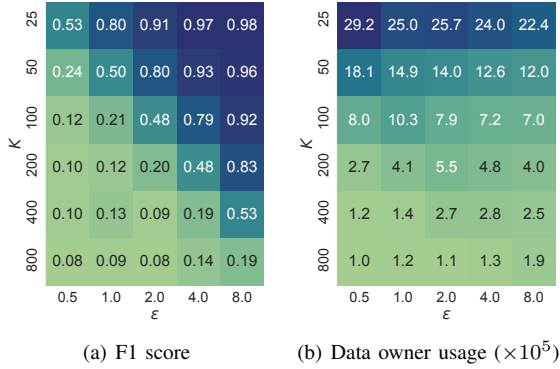 25 0.53 0.80 0.91 0.97 0.98
50 0.24 0.50 0.80 0.93 0.96
100 0.12 0.21 0.48 0.79 0.92
K
200 0.10 0.12 0.20 0.48 0.83
400 0.10 0.13 0.09 0.19 0.53
800 0.08 0.09 0.08 0.14 0.19
0.5 1.0 2.0 4.0 8.0
ε
(a) F1 score
25 29.2 25.0 25.7 24.0 22.4
50 18.1 14.9 14.0 12.6 12.0
100 8.0 10.3 7.9 7.2 7.0
K
200 2.7 4.1 5.5 4.8 4.0
400 1.2 1.4 2.7 2.8 2.5
800 1.0 1.2 1.1 1.3 1.9
0.5 1.0 2.0 4.0 8.0
ε
(b) Data owner usage (×10⁵)